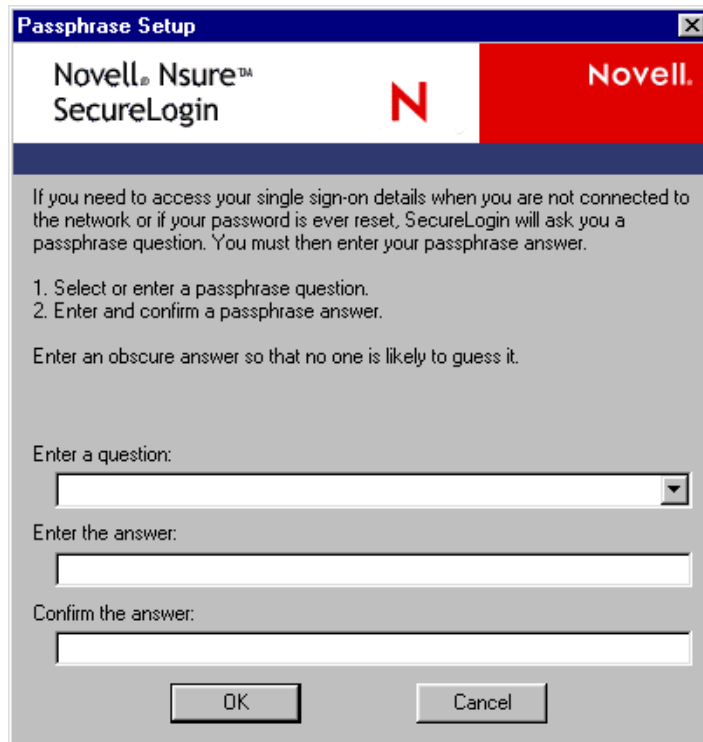 Passphrase Setup
Novell® Nsure™
SecureLogin
N
Novell.
If you need to access your single sign-on details when you are not connected to
the network or if your password is ever reset, SecureLogin will ask you a
passphrase question. You must then enter your passphrase answer.
1. Select or enter a passphrase question.
2. Enter and confirm a passphrase answer.
Enter an obscure answer so that no one is likely to guess it.
Enter a question:
Enter the answer:
Confirm the answer:
OK
Cancel